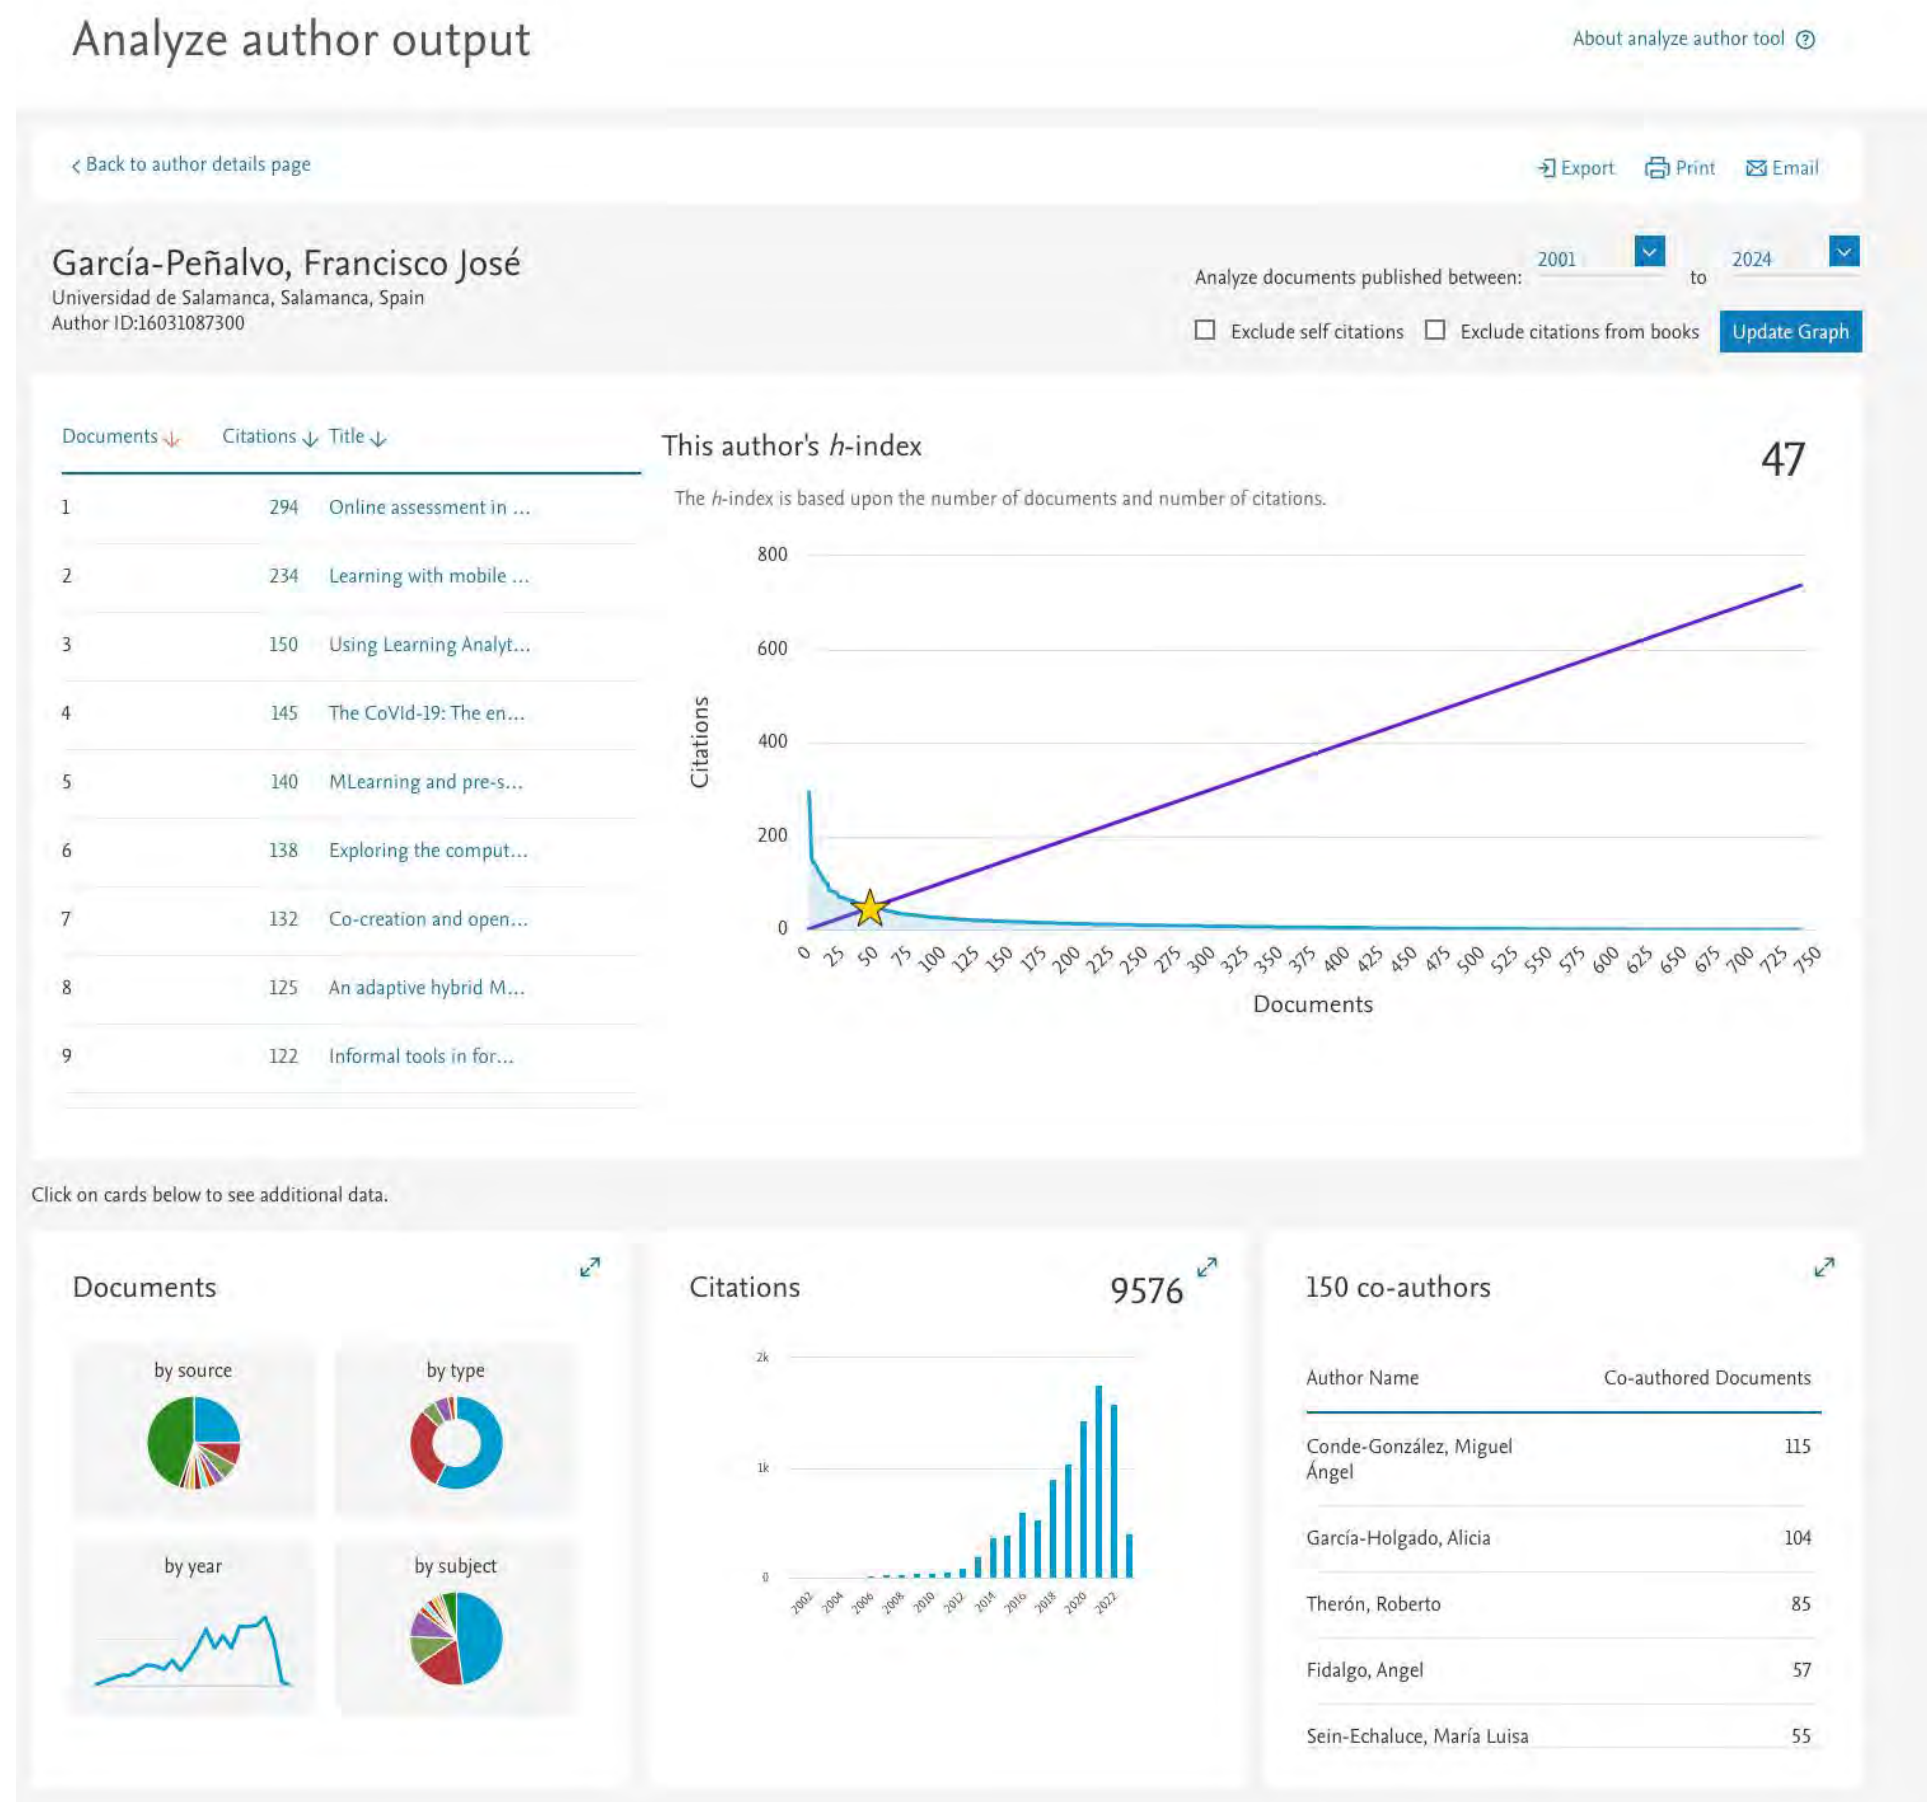 Analyze author output
About analyze author tool ?
< Back to author details page
Export Print Email
García-Peñalvo, Francisco José
Universidad de Salamanca, Salamanca, Spain
Author ID:16031087300
Analyze documents published between: 2001 to 2024
Exclude self citations Exclude citations from books Update Graph
Documents Citations Title
1 294 Online assessment in ...
2 234 Learning with mobile ...
3 150 Using Learning Analyt...
4 145 The CoVId-19: The en...
5 140 MLearning and pre-s...
6 138 Exploring the comput...
7 132 Co-creation and open...
8 125 An adaptive hybrid M...
9 122 Informal tools in for...
This author's h-index
47
The h-index is based upon the number of documents and number of citations.
Citations
800
600
400
200
0
0 25 50 75 100 125 150 175 200 225 250 275 300 325 350 375 400 425 450 475 500 525 550 575 600 625 650 675 700 725 750
Documents
Click on cards below to see additional data.
Documents
by source
by type
by year
by subject
Citations
9576
2k
1k
0
2002 2004 2006 2008 2010 2012 2014 2016 2018 2020 2022
150 co-authors
Author Name Co-authored Documents
Conde-González, Miguel 115
Ángel
García-Holgado, Alicia 104
Therón, Roberto 85
Fidalgo, Angel 57
Sein-Echaluce, María Luisa 55